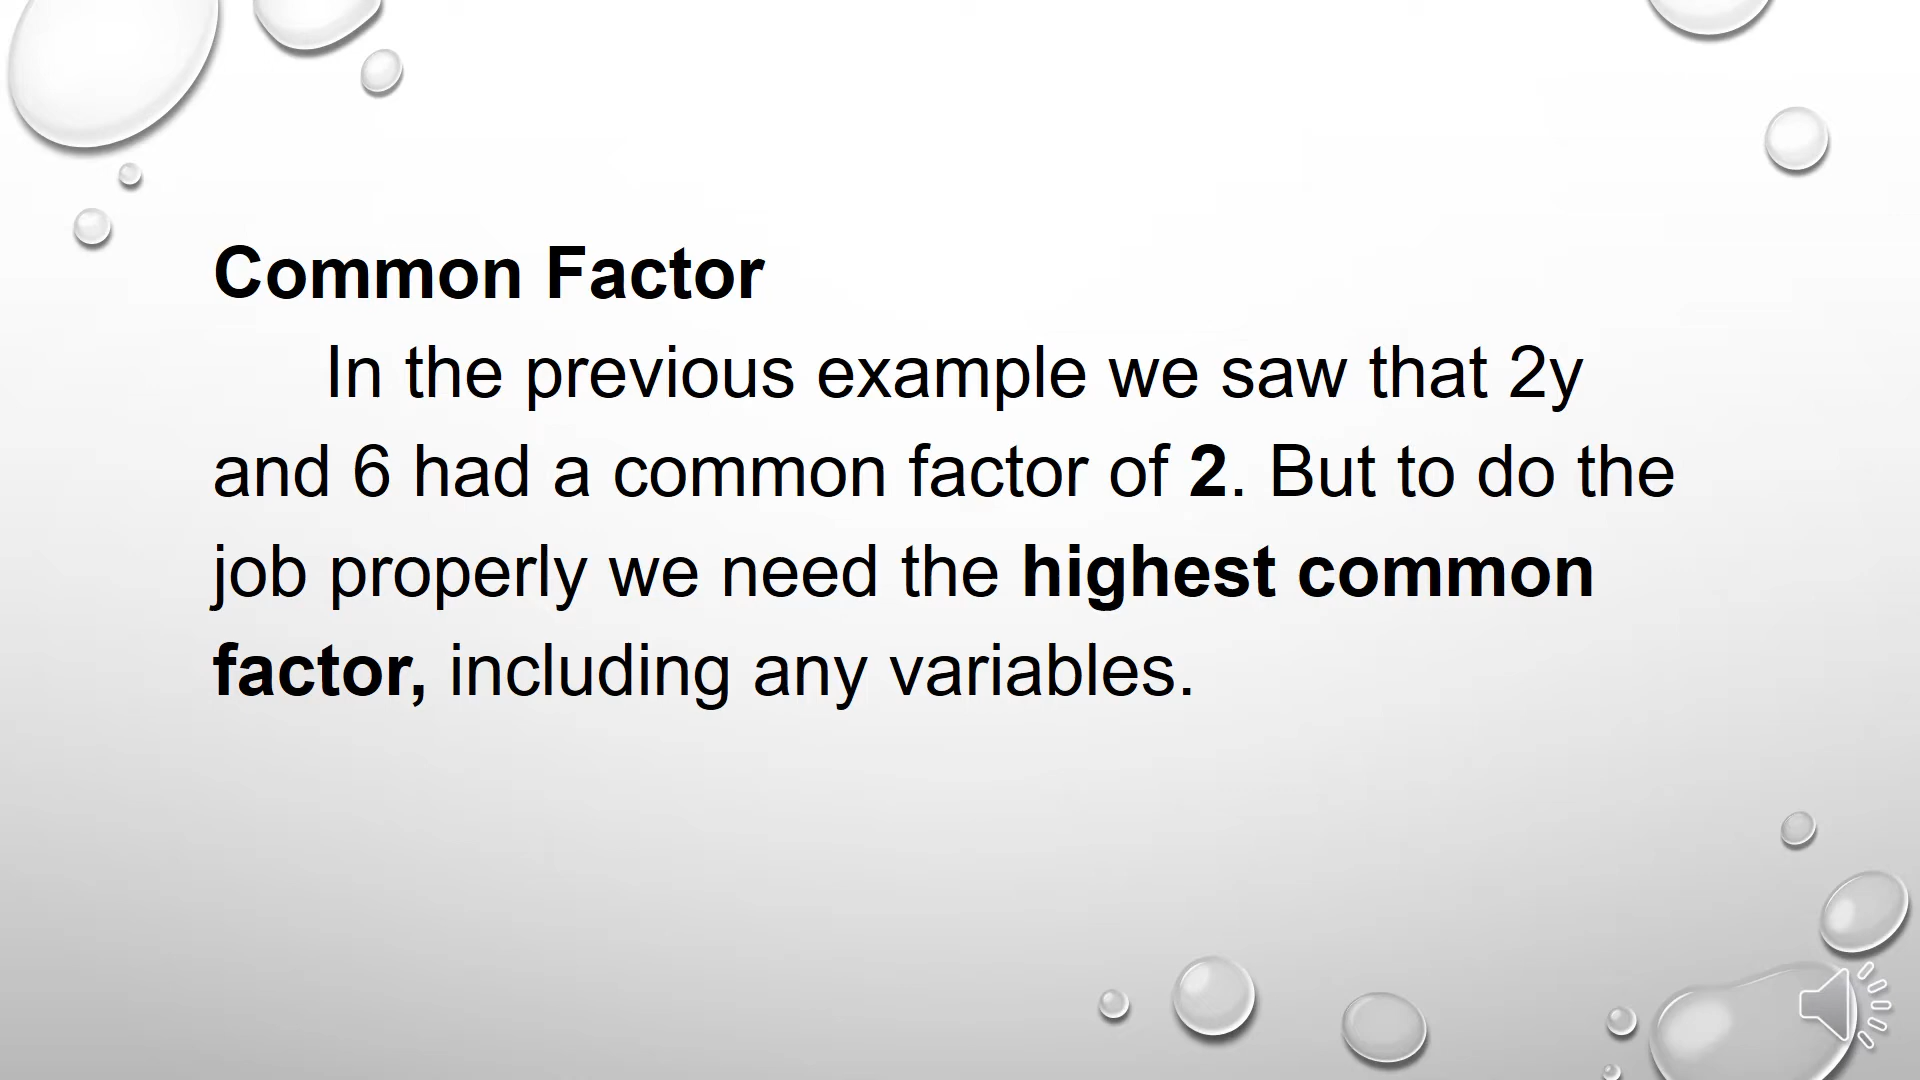 Common Factor
In the previous example we saw that 2y
and 6 had a common factor of 2. But to do the
job properly we need the highest common
factor, including any variables.